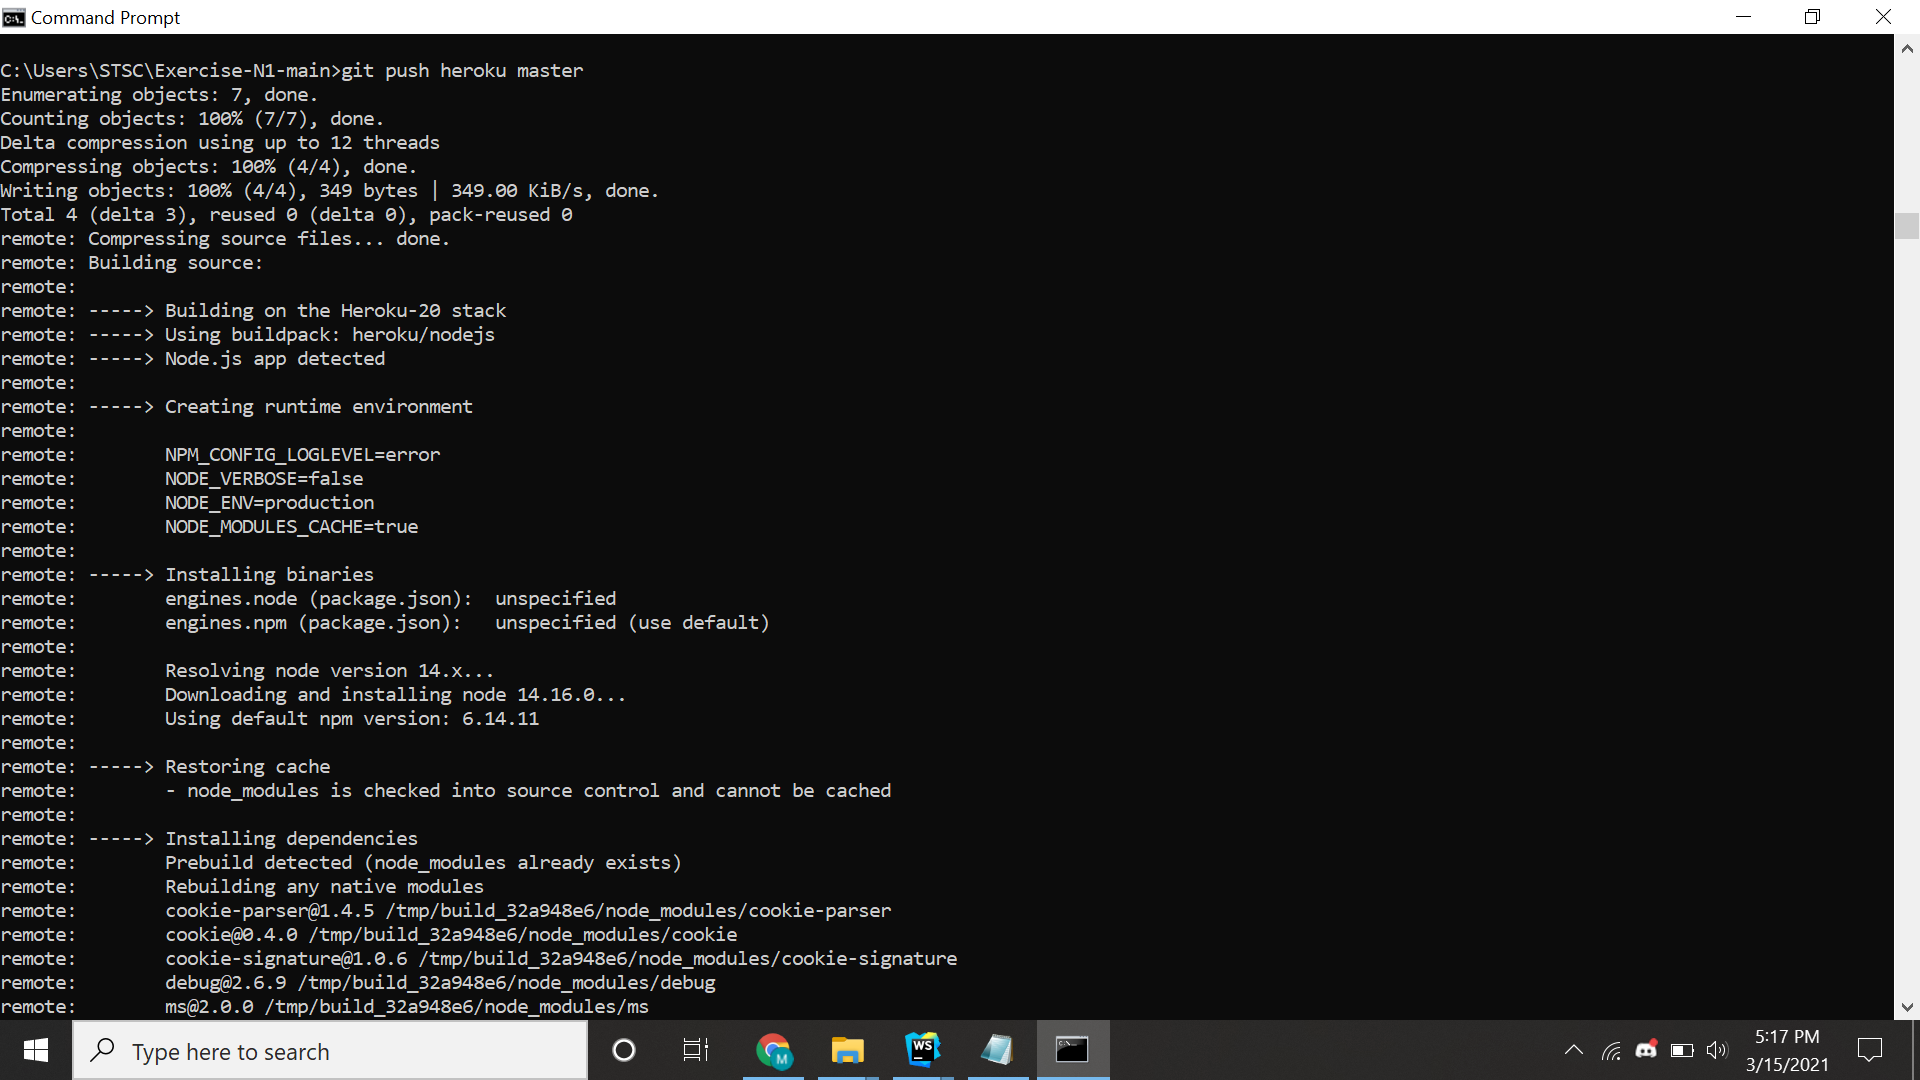 Command Prompt
C:\Users\STSC\Exercise-N1-main>git push heroku master
Enumerating objects: 7, done.
Counting objects: 100% (7/7), done.
Delta compression using up to 12 threads
Compressing objects: 100% (4/4), done.
Writing objects: 100% (4/4), 349 bytes | 349.00 KiB/s, done.
Total 4 (delta 3), reused 0 (delta 0), pack-reused 0
remote: Compressing source files... done.
remote: Building source:
remote:
remote: -----> Building on the Heroku-20 stack
remote: -----> Using buildpack: heroku/nodejs
remote: -----> Node.js app detected
remote:
remote: -----> Creating runtime environment
remote:
remote:        NPM_CONFIG_LOGLEVEL=error
remote:        NODE_VERBOSE=false
remote:        NODE_ENV=production
remote:        NODE_MODULES_CACHE=true
remote:
remote: -----> Installing binaries
remote:        engines.node (package.json):  unspecified
remote:        engines.npm (package.json):   unspecified (use default)
remote:
remote:        Resolving node version 14.x...
remote:        Downloading and installing node 14.16.0...
remote:        Using default npm version: 6.14.11
remote:
remote: -----> Restoring cache
remote:        - node_modules is checked into source control and cannot be cached
remote:
remote: -----> Installing dependencies
remote:        Prebuild detected (node_modules already exists)
remote:        Rebuilding any native modules
remote:        cookie-parser@1.4.5 /tmp/build_32a948e6/node_modules/cookie-parser
remote:        cookie@0.4.0 /tmp/build_32a948e6/node_modules/cookie
remote:        cookie-signature@1.0.6 /tmp/build_32a948e6/node_modules/cookie-signature
remote:        debug@2.6.9 /tmp/build_32a948e6/node_modules/debug
remote:        ms@2.0.0 /tmp/build_32a948e6/node_modules/ms
Type here to search
M
WS
5:17 PM
3/15/2021